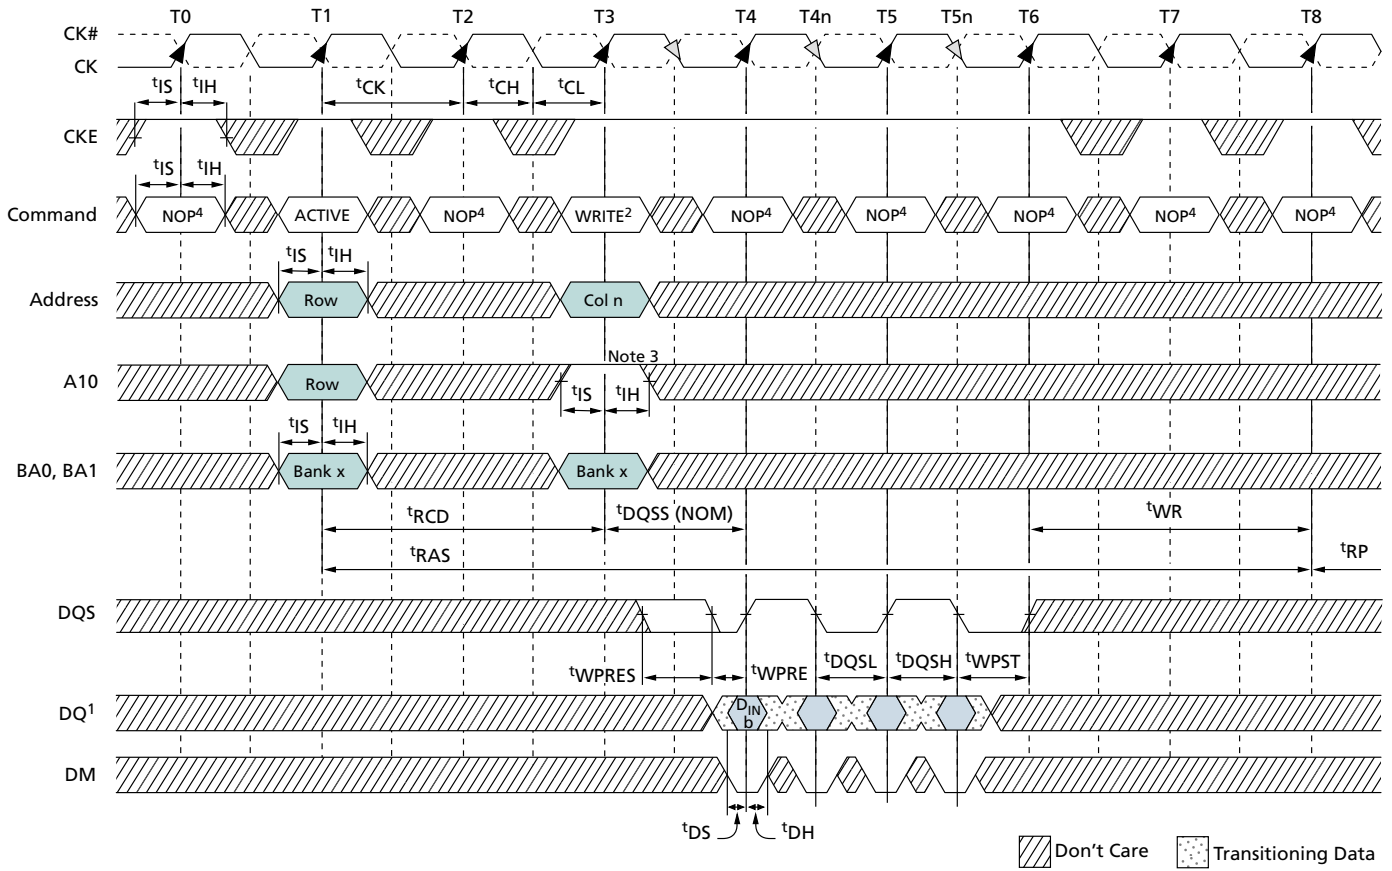 T0 T1 T2 T3 T4 T4n T5 T5n T6 T7 T8
CK#
CK
tIS tIH tCK tCH tCL
CKE
tIS tIH
Command NOP4 ACTIVE NOP4 WRITE2 NOP4 NOP4 NOP4 NOP4 NOP4
tIS tIH
Address Row Col n
Note 3
A10 Row
tIS tIH
tIS tIH
BA0, BA1 Bank x Bank x
tRCD tDQSS (NOM) tWR
tRAS tRP
DQS
tWPRES tWPRE tDQSL tDQSH tWPST
DQ1 DIN
b
DM
tDS tDH
Don't Care Transitioning Data